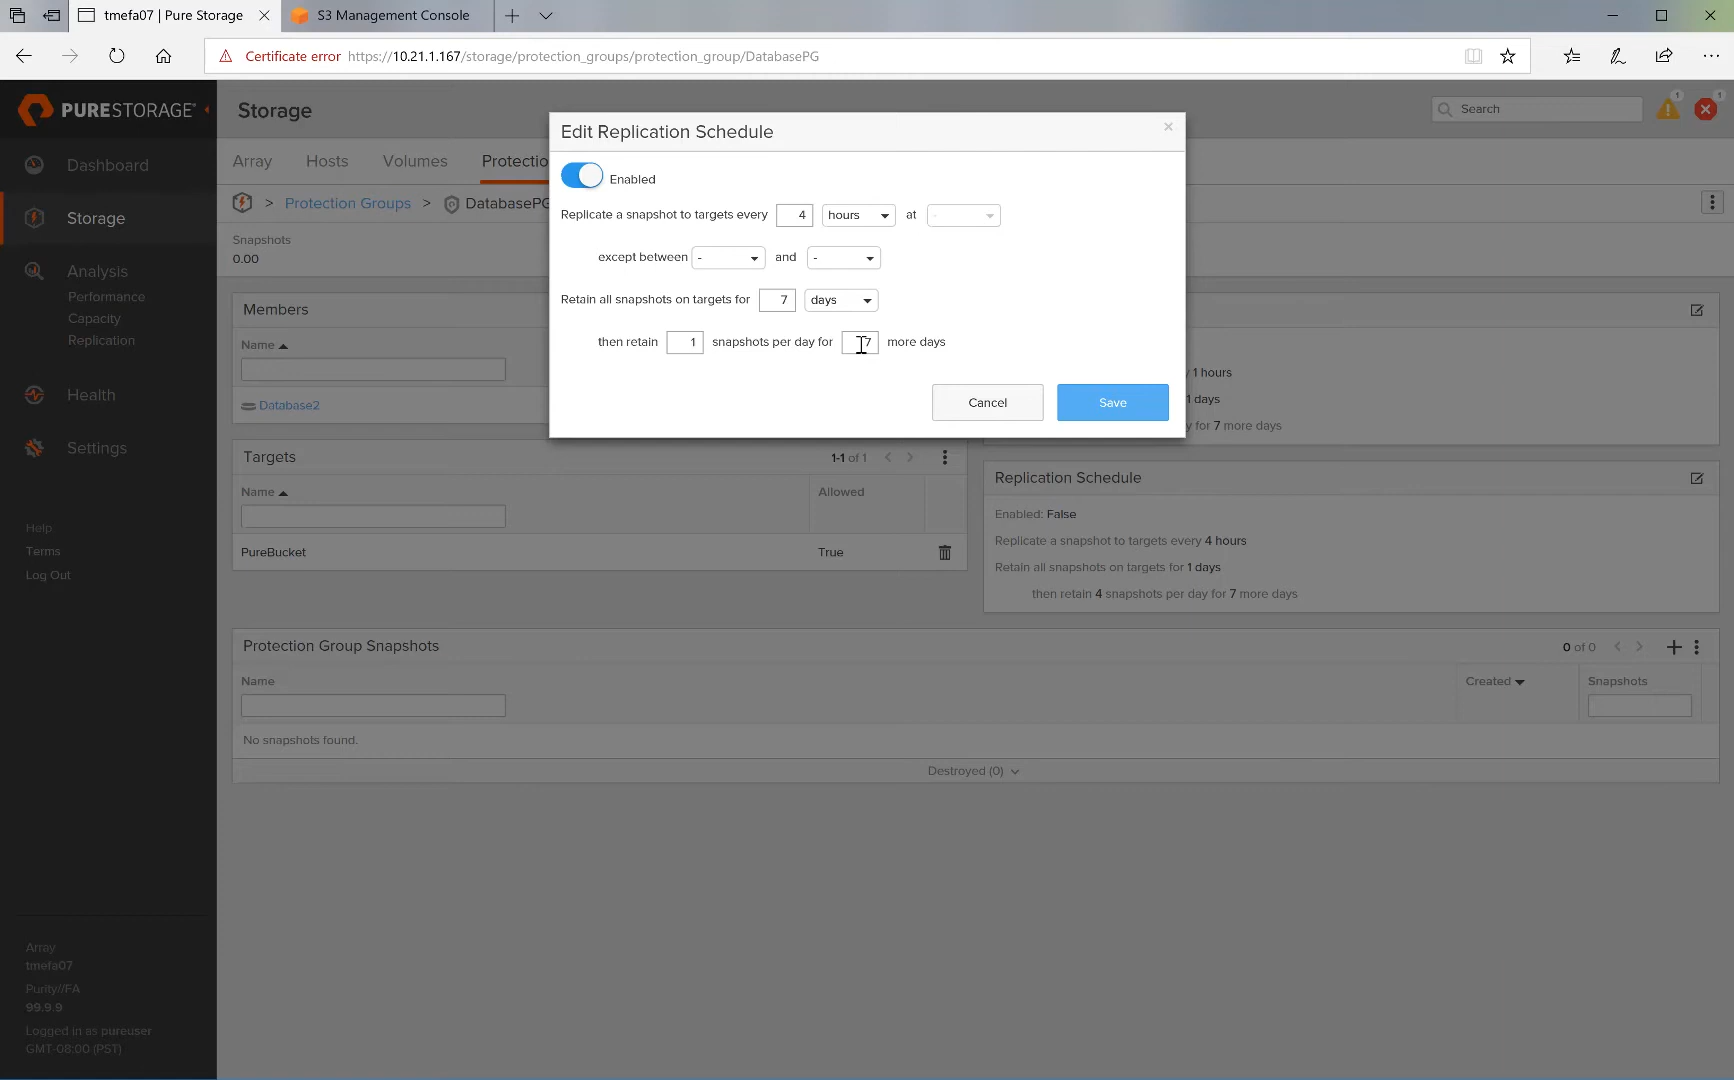 tmefa07 | Pure Storage
S3 Management Console
Certificate error https://10.21.1.167/storage/protection_groups/protection_group/DatabasePG
PURESTORAGE®
Storage
Search
1
1
Dashboard
Storage
Analysis
Performance
Capacity
Replication
Health
Settings
Help
Terms
Log Out
Array
tmefa07
Purity//FA
99.9.9
Logged in as pureuser
GMT-08:00 (PST)
Array Hosts Volumes Protectio
> Protection Groups > DatabasePG
Snapshots
0.00
Edit Replication Schedule
Enabled
Replicate a snapshot to targets every 4 hours at -
except between - and -
Retain all snapshots on targets for 7 days
then retain 1 snapshots per day for 7 more days
Cancel Save
Members
Name
Database2
y 1 hours
1 days
y for 7 more days
Targets 1-1 of 1
Name Allowed
PureBucket True
Replication Schedule
Enabled: False
Replicate a snapshot to targets every 4 hours
Retain all snapshots on targets for 1 days
then retain 4 snapshots per day for 7 more days
Protection Group Snapshots 0 of 0
Name Created Snapshots
No snapshots found.
Destroyed (0)